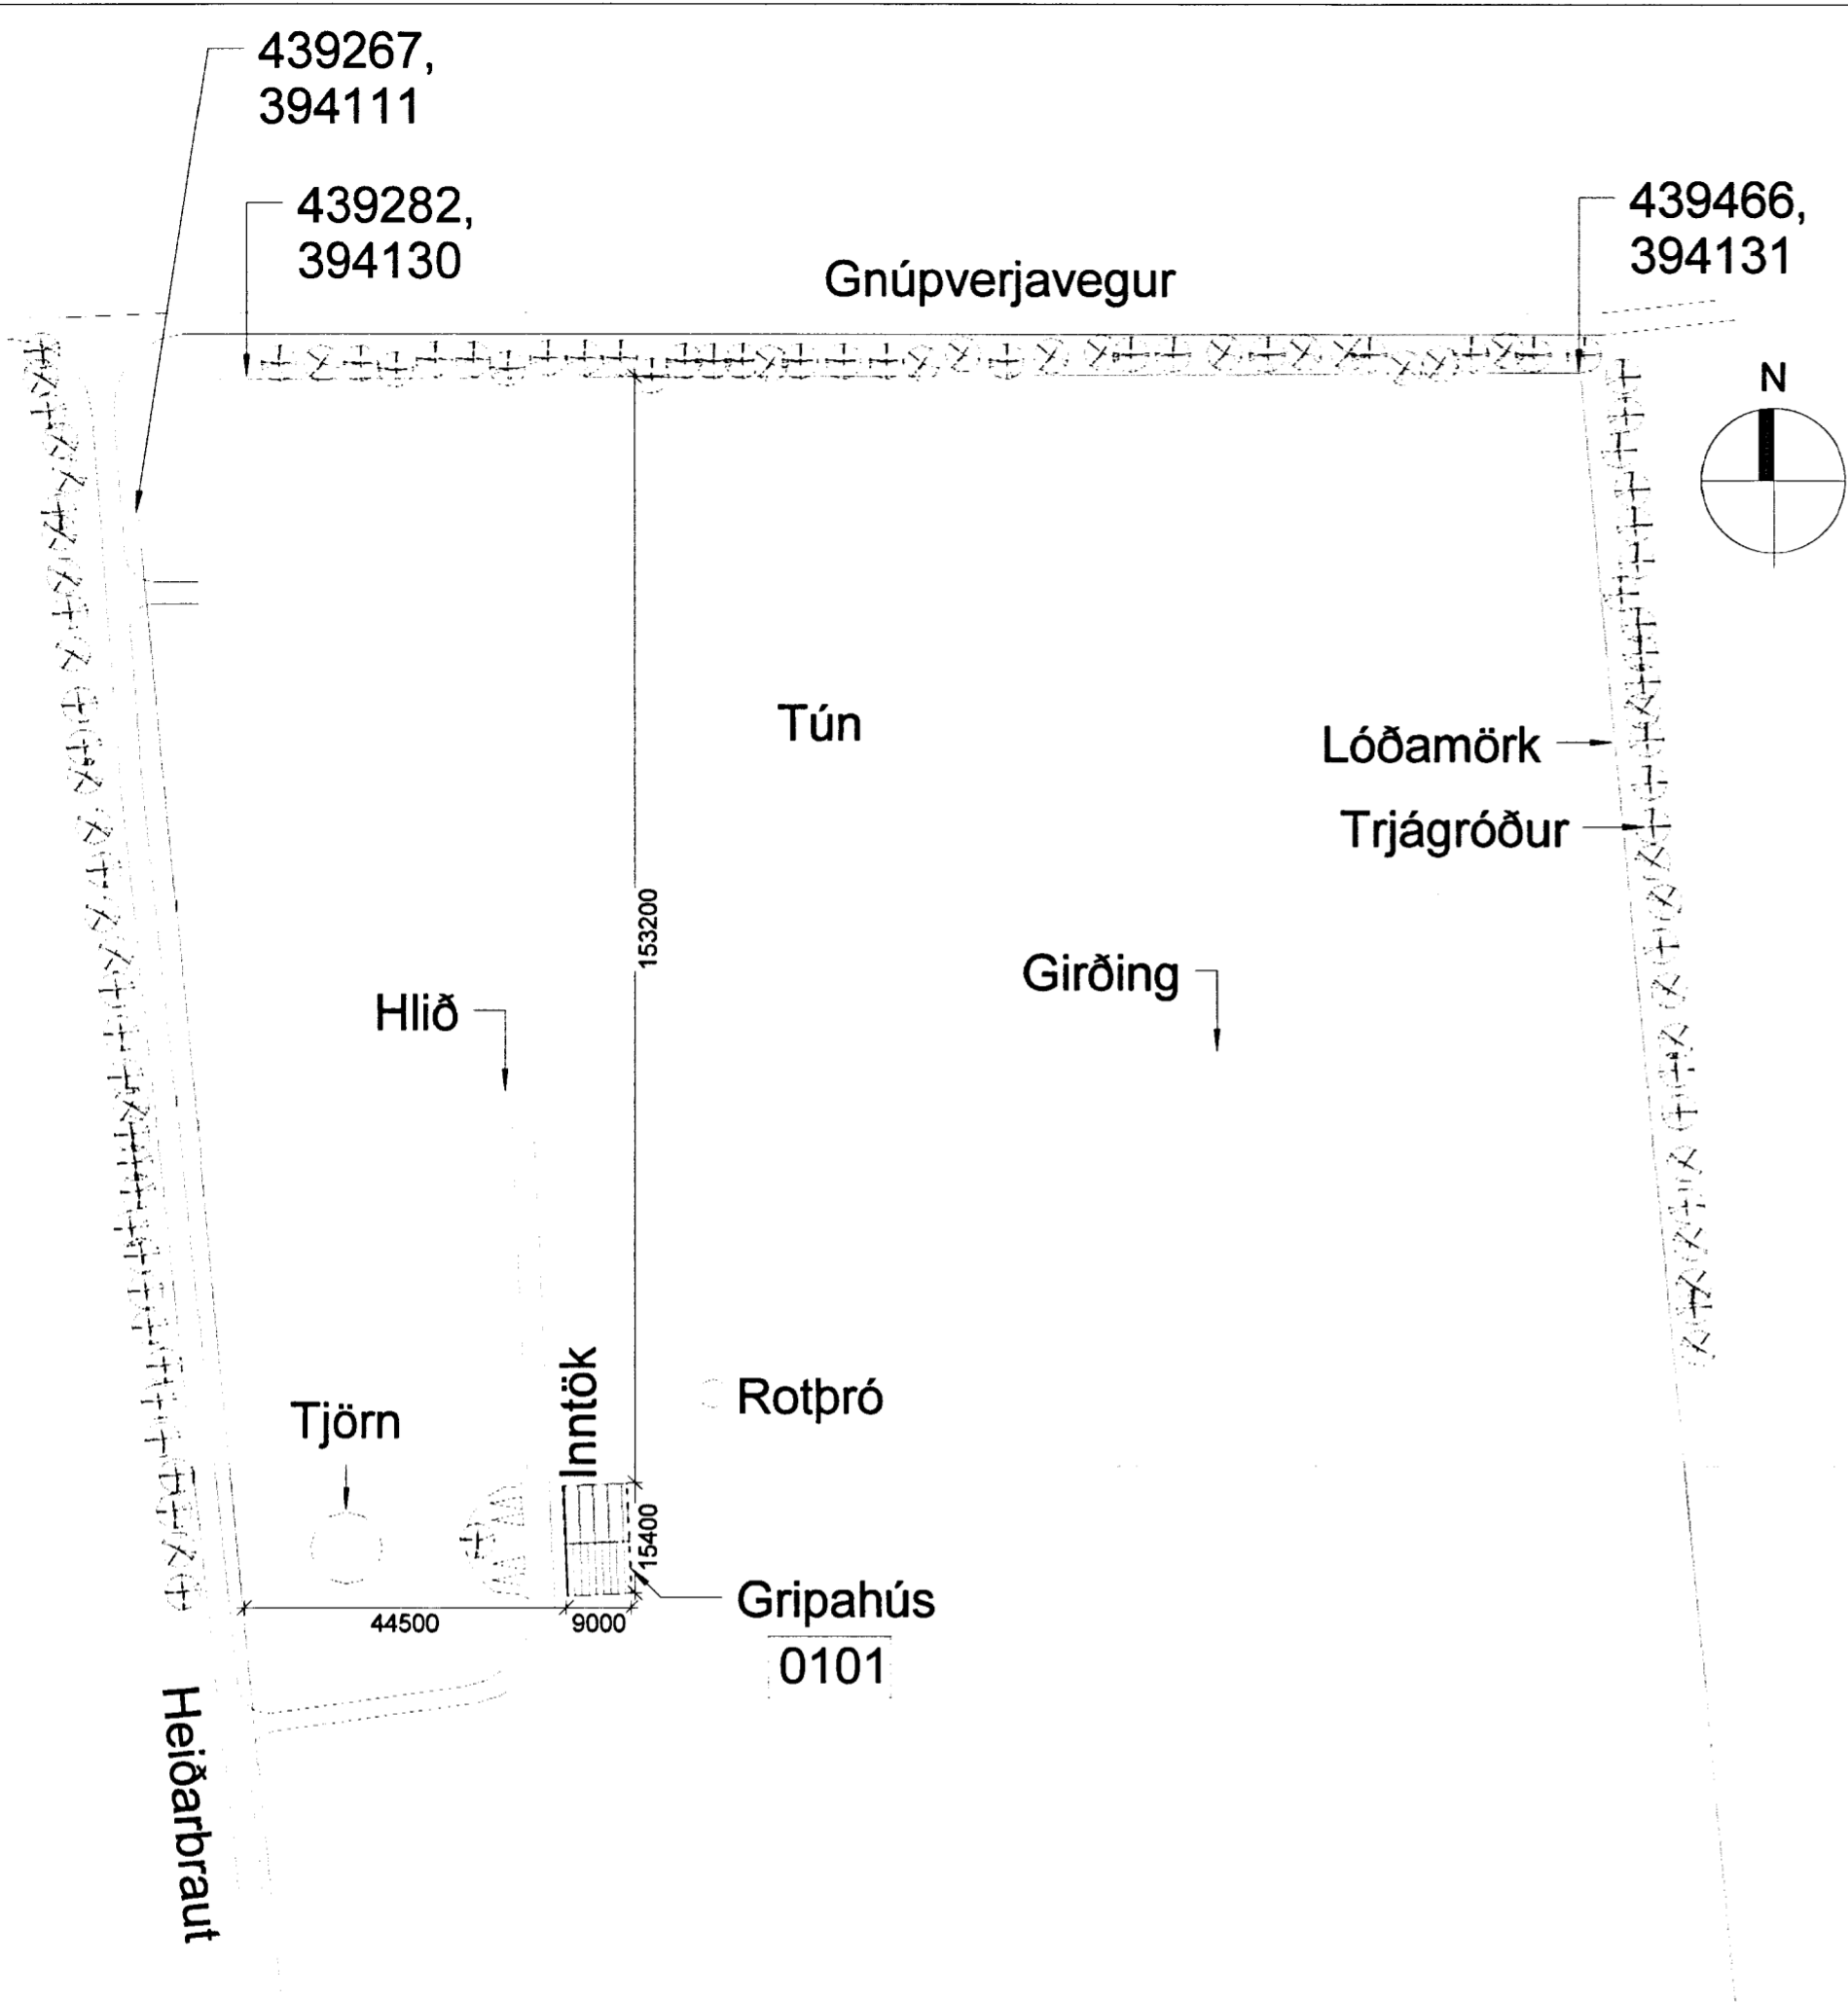 439267,
394111
439282,
394130
439466,
394131
Gnúpverjavegur
N
Tún
Lóðamörk
Trjágróður
153200
Girðing
Hlið
Inntök
Rotþró
Tjörn
15400
Gripahús
0101
44500
9000
Heiðarbraut